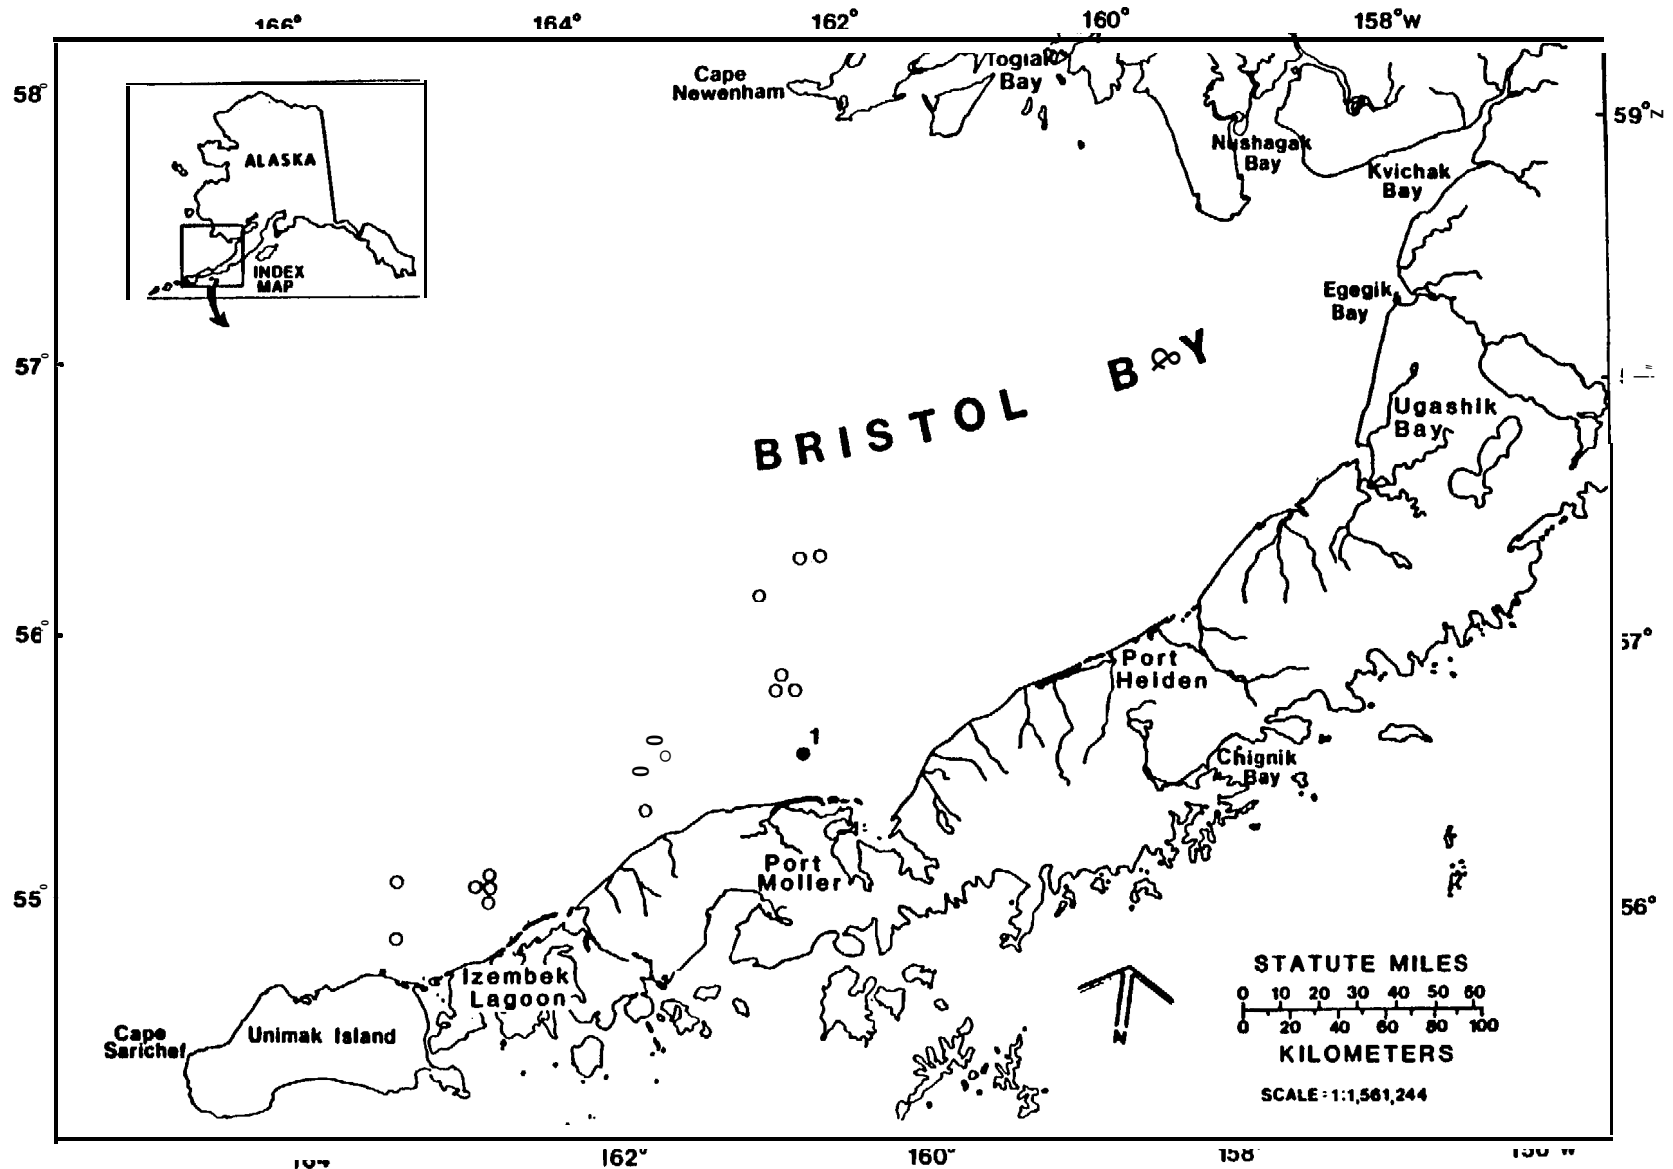 164°
162°
160°
158°W
58°
Cape
Newenham
Togiak
Bay
59°
ALASKA
Nushagak
Bay
Kvichak
Bay
INDEX
MAP
Egegik
Bay
57°
BRISTOL BAY
Ugashik
Bay
56°
57°
Port
Heiden
1
Chignik
Bay
Port
Moller
55°
56°
Izembek
Lagoon
Cape
Sarichef
Unimak Island
N
STATUTE MILES
0 10 20 30 40 50 60
0 20 40 60 80 100
KILOMETERS
SCALE = 1:1,561,244
162°
160°
158°